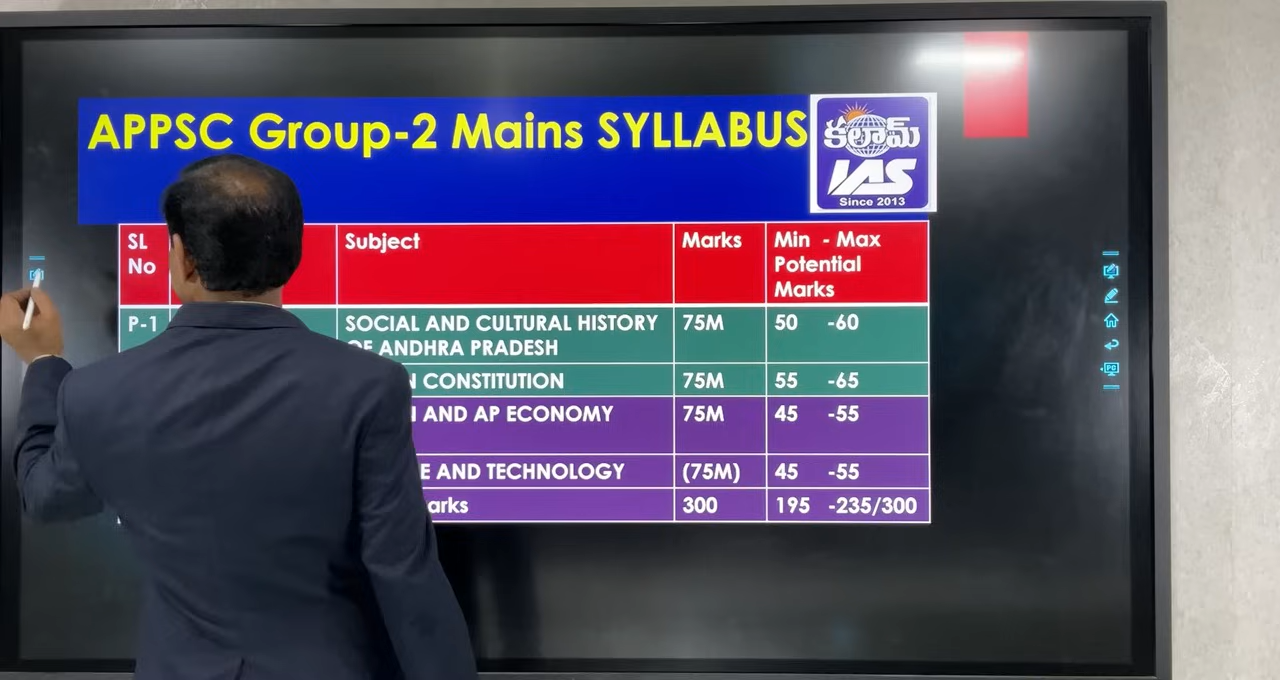 APPSC Group-2 Mains SYLLABUS
కలామ్
IAS
Since 2013
SL
No
Subject
Marks
Min - Max
Potential
Marks
P-1
SOCIAL AND CULTURAL HISTORY
ANDHRA PRADESH
75M
50 -60
CONSTITUTION
75M
55 -65
AND AP ECONOMY
75M
45 -55
AND TECHNOLOGY
(75M)
45 -55
300
195 -235/300
PG